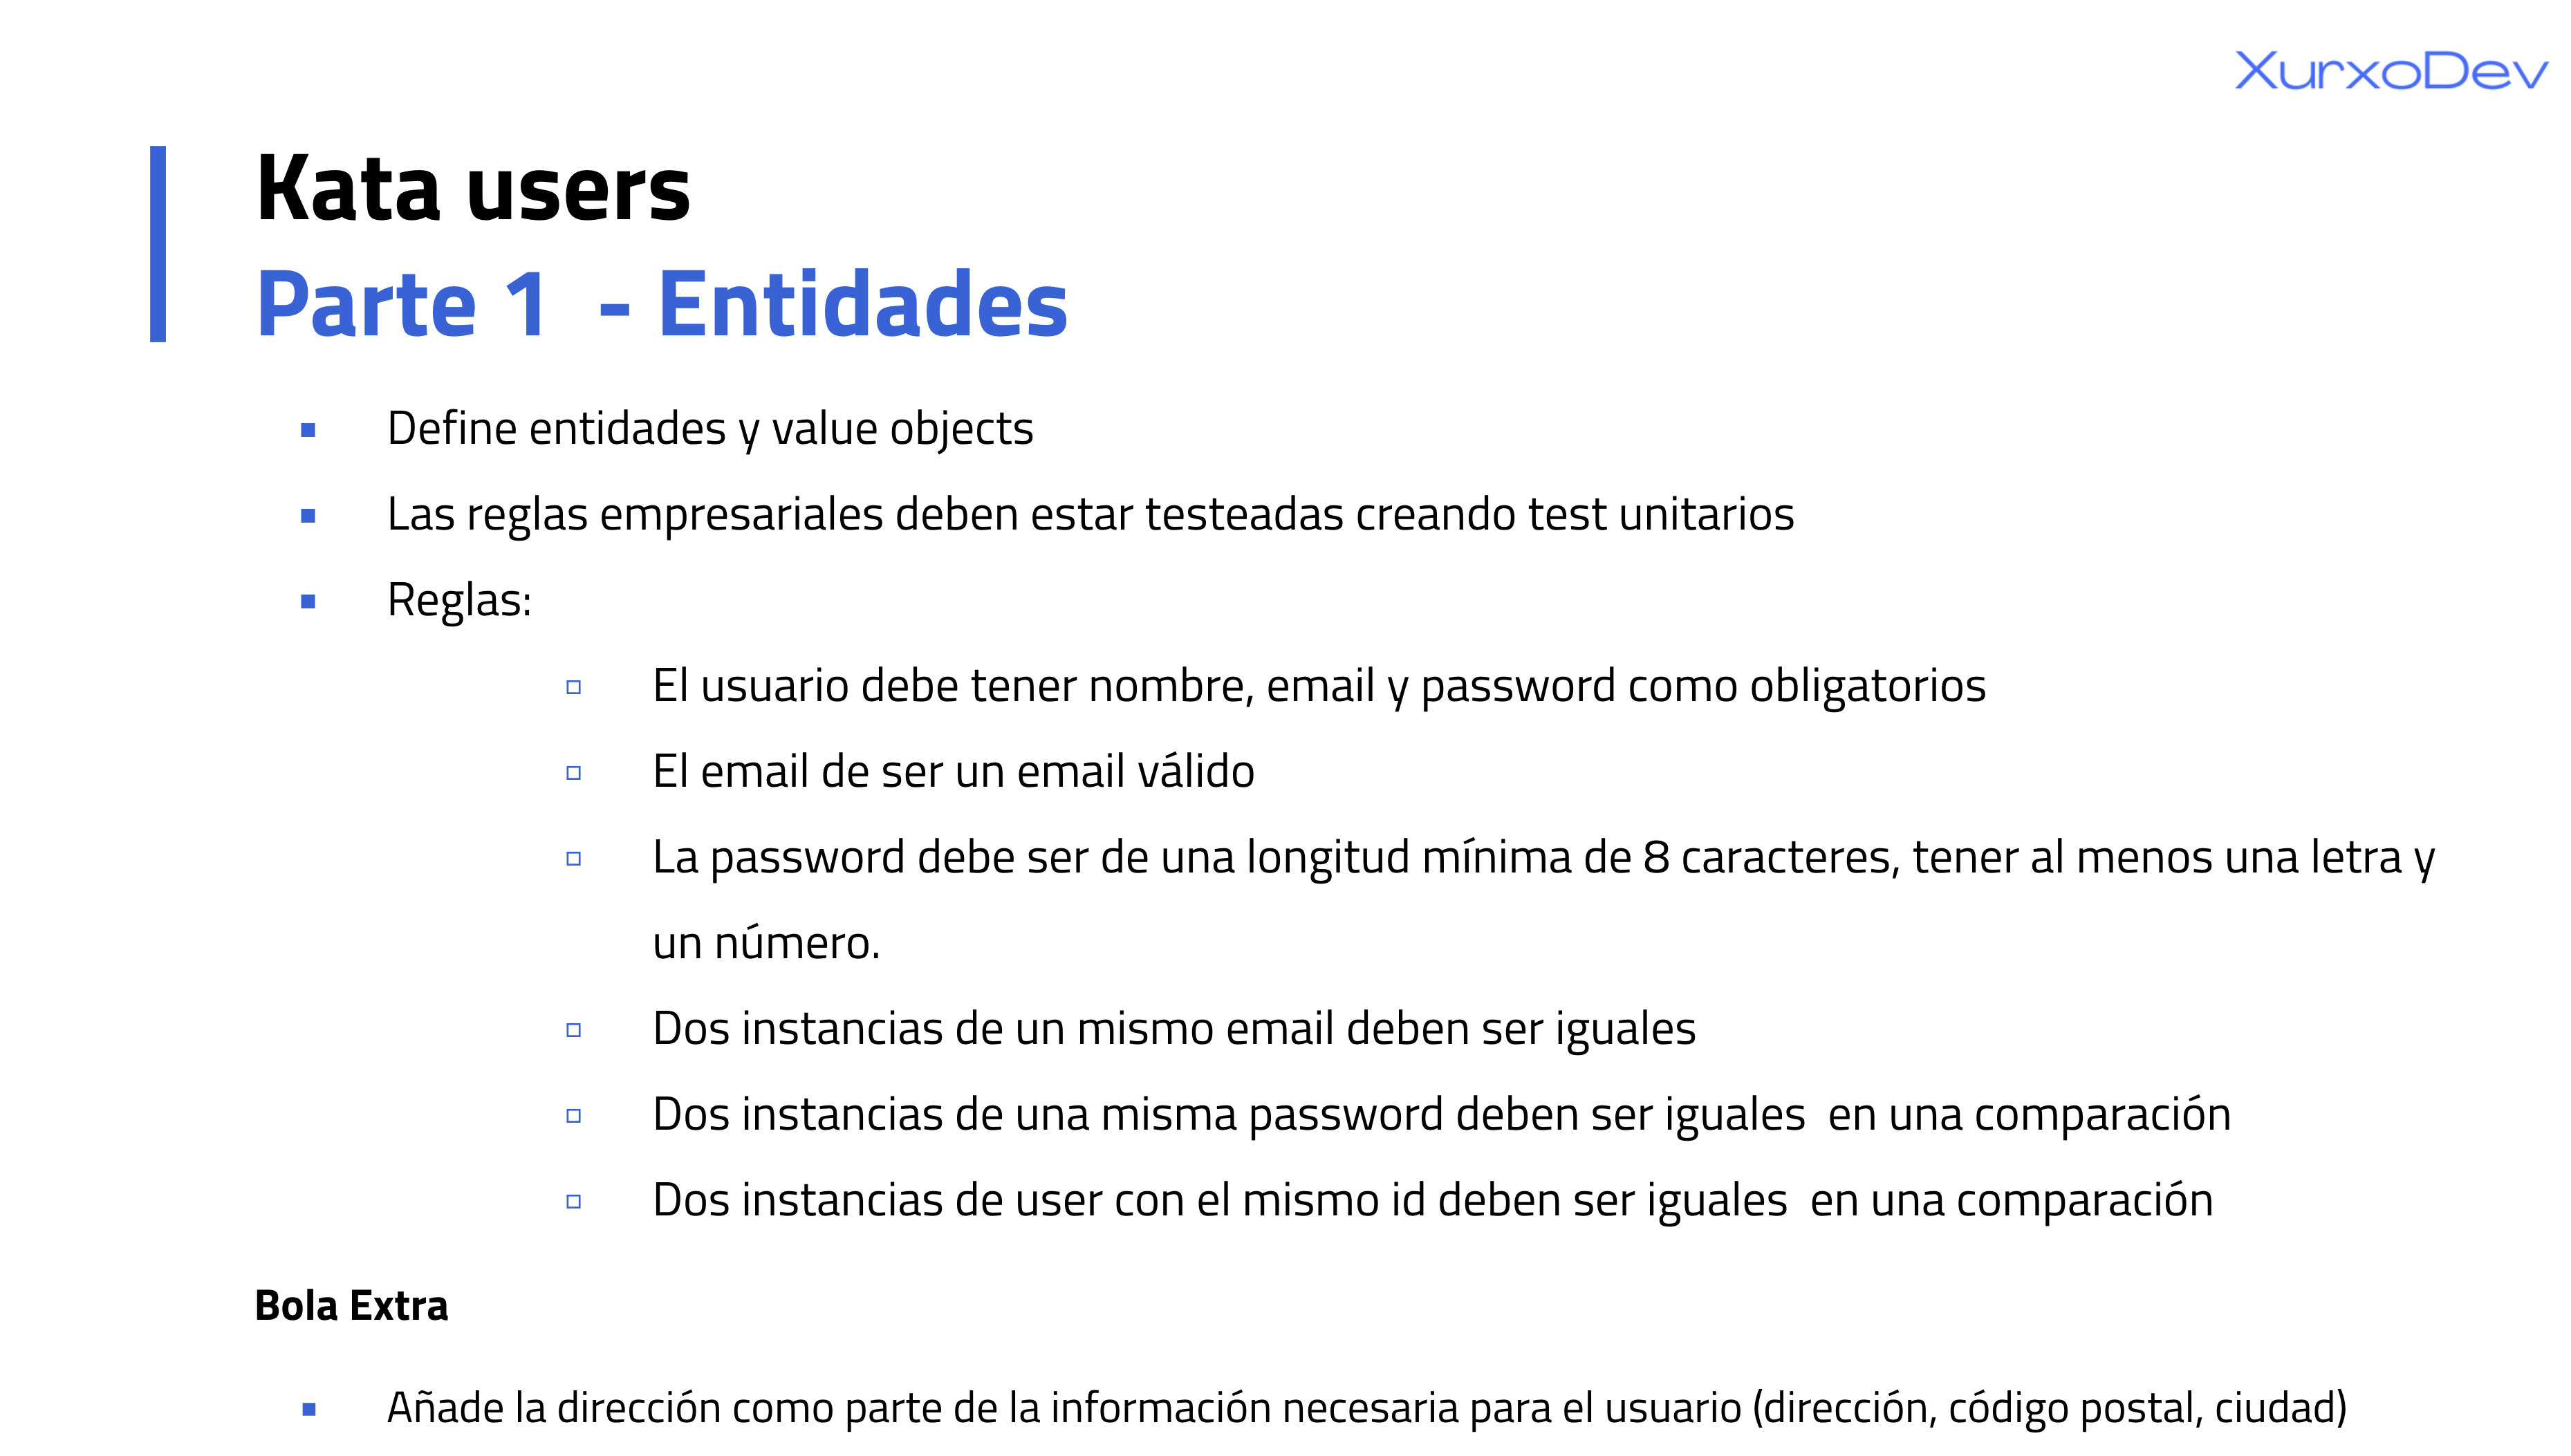 XurxoDev
Kata users
Parte 1  - Entidades
Define entidades y value objects
Las reglas empresariales deben estar testeadas creando test unitarios
Reglas:
El usuario debe tener nombre, email y password como obligatorios
El email de ser un email válido
La password debe ser de una longitud mínima de 8 caracteres, tener al menos una letra y
un número.
Dos instancias de un mismo email deben ser iguales
Dos instancias de una misma password deben ser iguales  en una comparación
Dos instancias de user con el mismo id deben ser iguales  en una comparación
Bola Extra
Añade la dirección como parte de la información necesaria para el usuario (dirección, código postal, ciudad)